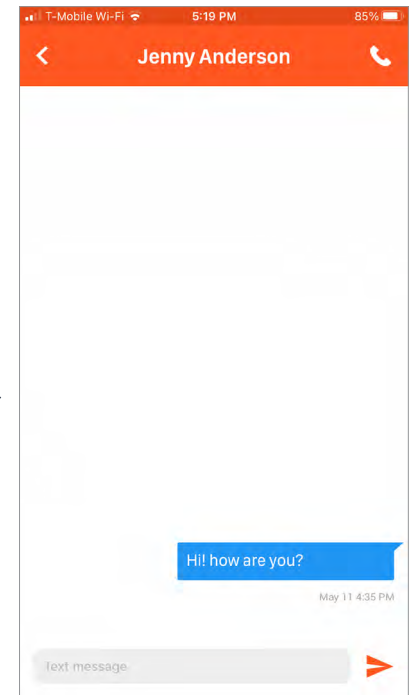 T-Mobile Wi-Fi 5:19 PM 85%
Jenny Anderson
Hi! how are you?
May 11 4:35 PM
Text message